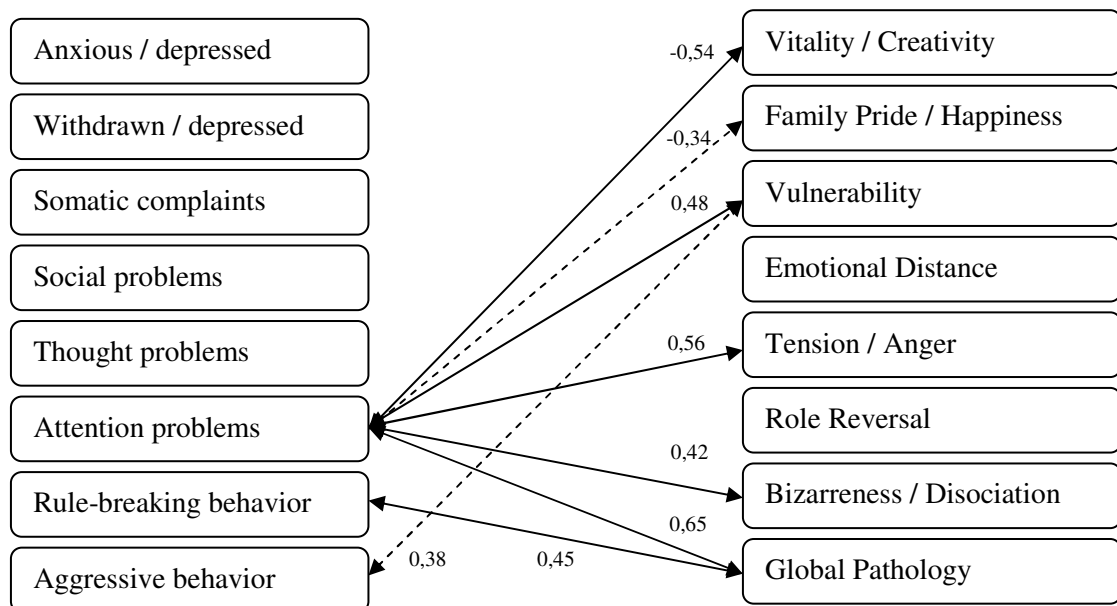 Anxious / depressed
Withdrawn / depressed
Somatic complaints
Social problems
Thought problems
Attention problems
Rule-breaking behavior
Aggressive behavior
-0,54
-0,34
0,48
0,56
0,42
0,65
0,38
0,45
Vitality / Creativity
Family Pride / Happiness
Vulnerability
Emotional Distance
Tension / Anger
Role Reversal
Bizarreness / Disociation
Global Pathology